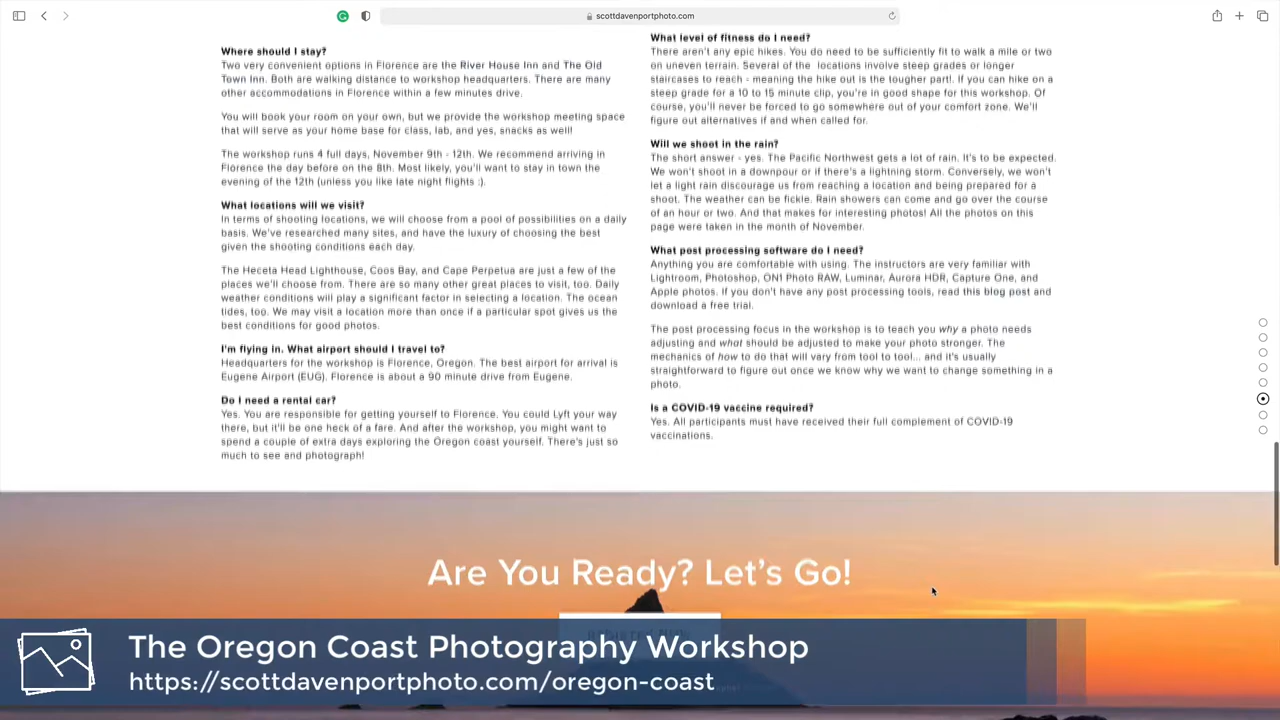 scottdavenportphoto.com
Where should I stay?
Two very convenient options in Florence are the River House Inn and The Old
Town Inn. Both are walking distance to workshop headquarters. There are many
other accommodations in Florence within a few minutes drive.
You will book your room on your own, but we provide the workshop meeting space
that will serve as your home base for class, lab, and yes, snacks as well!
The workshop runs 4 full days, November 9th - 12th. We recommend arriving in
Florence the day before on the 8th. Most likely, you'll want to stay in town the
evening of the 12th (unless you like late night flights :).
What locations will we visit?
In terms of shooting locations, we will choose from a pool of possibilities on a daily
basis. We've researched many sites, and have the luxury of choosing the best
given the shooting conditions each day.
The Heceta Head Lighthouse, Coos Bay, and Cape Perpetua are just a few of the
places we'll choose from. There are so many other great places to visit, too. Daily
weather conditions will play a significant factor in selecting a location. The ocean
tides, too. We may visit a location more than once if a particular spot gives us the
best conditions for good photos.
I'm flying in. What airport should I travel to?
Headquarters for the workshop is Florence, Oregon. The best airport for arrival is
Eugene Airport (EUG). Florence is about a 90 minute drive from Eugene.
Do I need a rental car?
Yes. You are responsible for getting yourself to Florence. You could Lyft your way
there, but it'll be one heck of a fare. And after the workshop, you might want to
spend a couple of extra days exploring the Oregon coast yourself. There's just so
much to see and photograph!
What level of fitness do I need?
There aren't any epic hikes. You do need to be sufficiently fit to walk a mile or two
on uneven terrain. Several of the locations involve steep grades or longer
staircases to reach - meaning the hike out is the tougher part!. If you can hike on a
steep grade for a 10 to 15 minute clip, you're in good shape for this workshop. Of
course, you'll never be forced to go somewhere out of your comfort zone. We'll
figure out alternatives if and when called for.
Will we shoot in the rain?
The short answer - yes. The Pacific Northwest gets a lot of rain. It's to be expected.
We won't shoot in a downpour or if there's a lightning storm. Conversely, we won't
let a light rain discourage us from reaching a location and being prepared for a
shoot. The weather can be fickle. Rain showers can come and go over the course
of an hour or two. And that makes for interesting photos! All the photos on this
page were taken in the month of November.
What post processing software do I need?
Anything you are comfortable with using. The instructors are very familiar with
Lightroom, Photoshop, ON1 Photo RAW, Luminar, Aurora HDR, Capture One, and
Apple photos. If you don't have any post processing tools, read this blog post and
download a free trial.
The post processing focus in the workshop is to teach you why a photo needs
adjusting and what should be adjusted to make your photo stronger. The
mechanics of how to do that will vary from tool to tool... and it's usually
straightforward to figure out once we know why we want to change something in a
photo.
Is a COVID-19 vaccine required?
Yes. All participants must have received their full complement of COVID-19
vaccinations.
Are You Ready? Let's Go!
The Oregon Coast Photography Workshop
https://scottdavenportphoto.com/oregon-coast